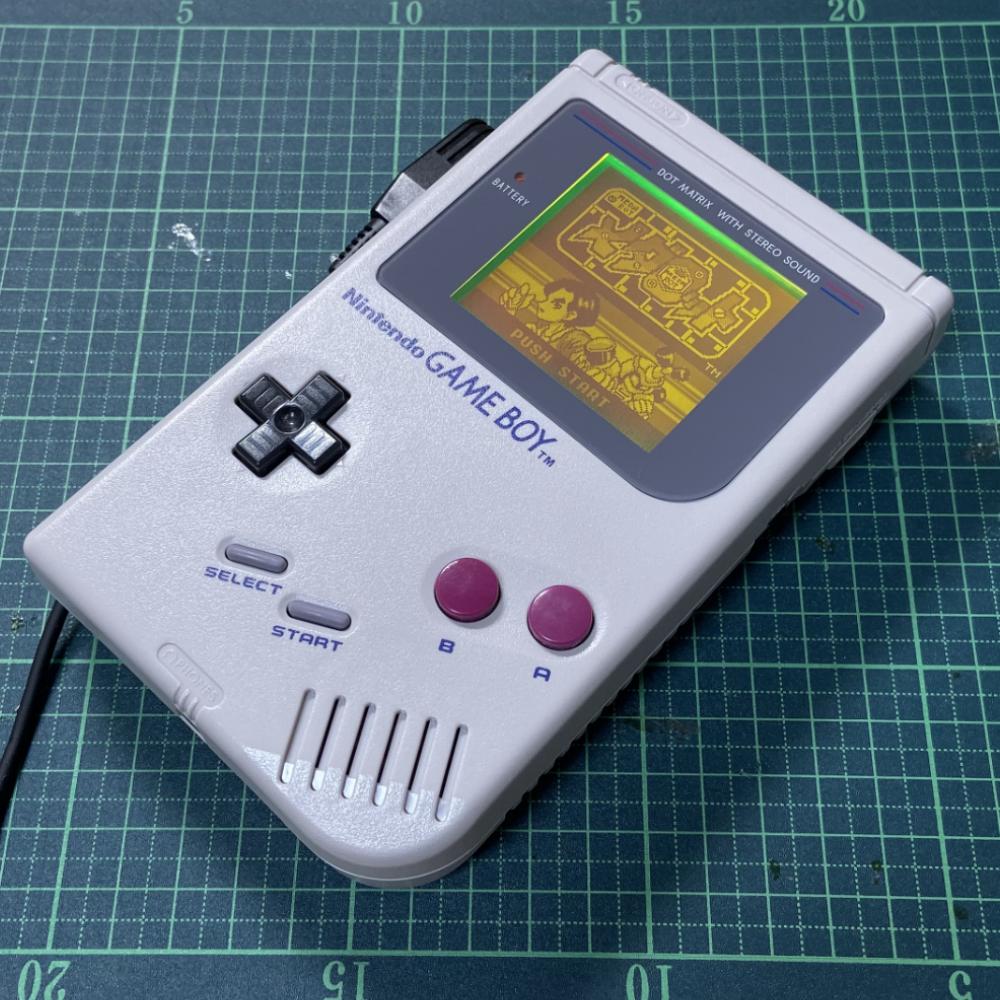 5 10 15 20
DOT MATRIX WITH STEREO SOUND
BATTERY
TM
PUSH START
Nintendo GAME BOY TM
SELECT
START
B
A
PHONES
20 15 10 5